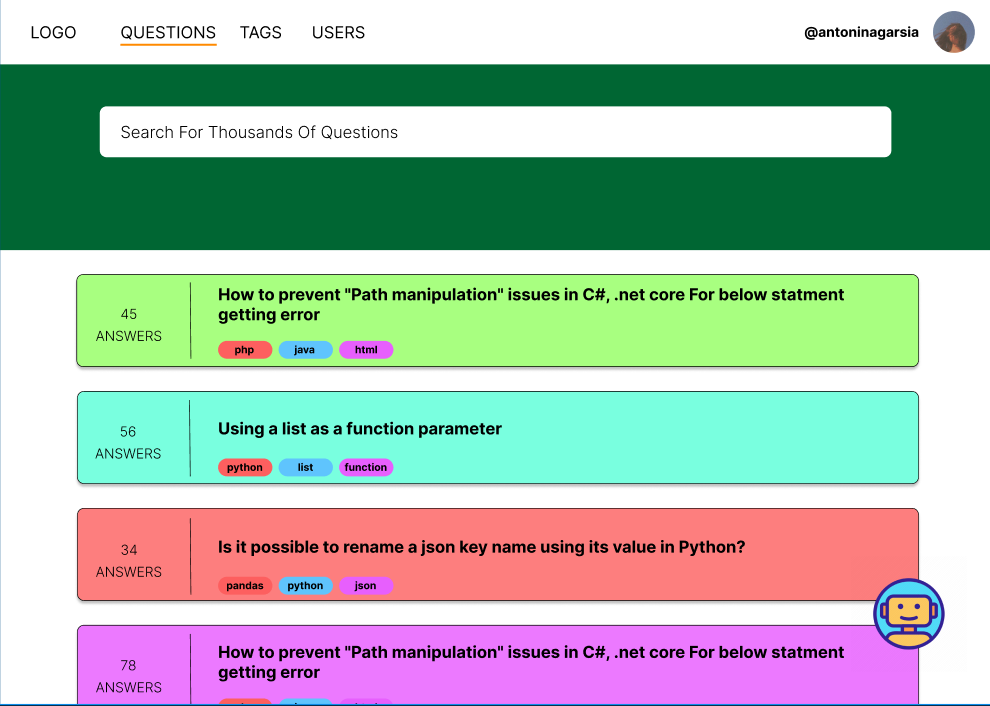 LOGO QUESTIONS TAGS USERS @antoninagarsia
Search For Thousands Of Questions
45
ANSWERS
How to prevent "Path manipulation" issues in C#, .net core For below statment
getting error
php java html
56
ANSWERS
Using a list as a function parameter
python list function
34
ANSWERS
Is it possible to rename a json key name using its value in Python?
pandas python json
78
ANSWERS
How to prevent "Path manipulation" issues in C#, .net core For below statment
getting error